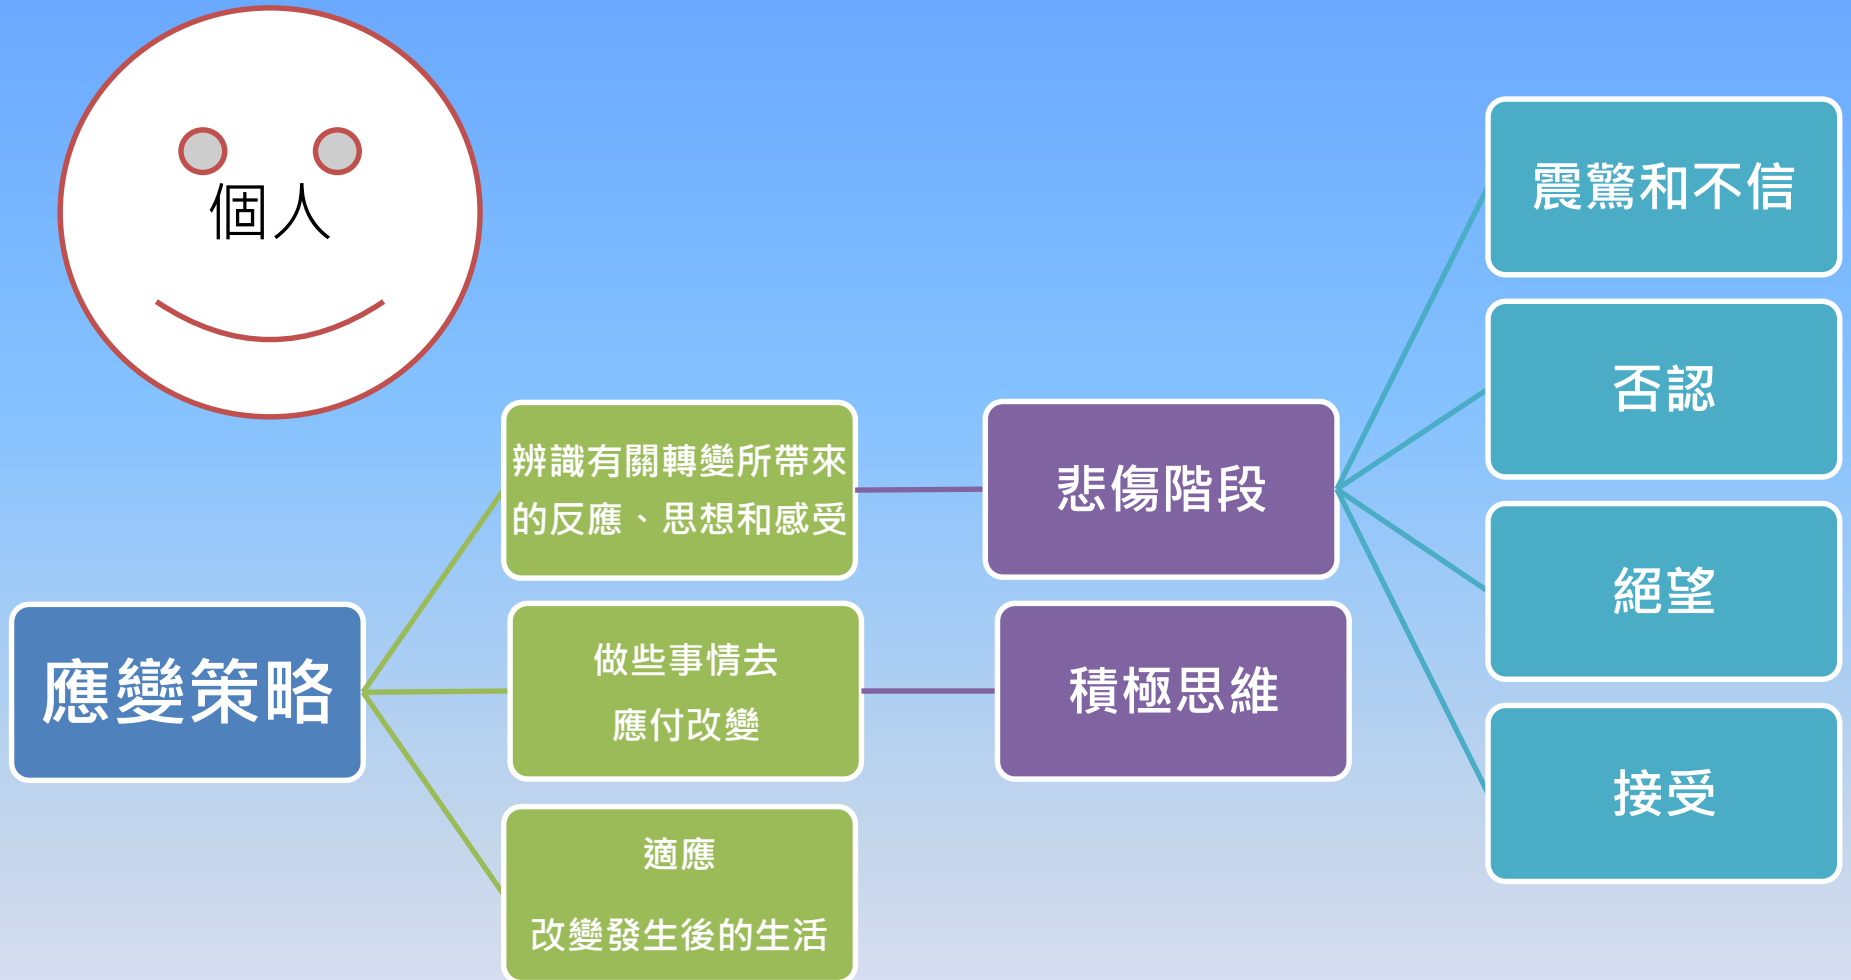 個人
應變策略
辨識有關轉變所帶來
的反應、思想和感受
做些事情去
應付改變
適應
改變發生後的生活
悲傷階段
積極思維
震驚和不信
否認
絕望
接受